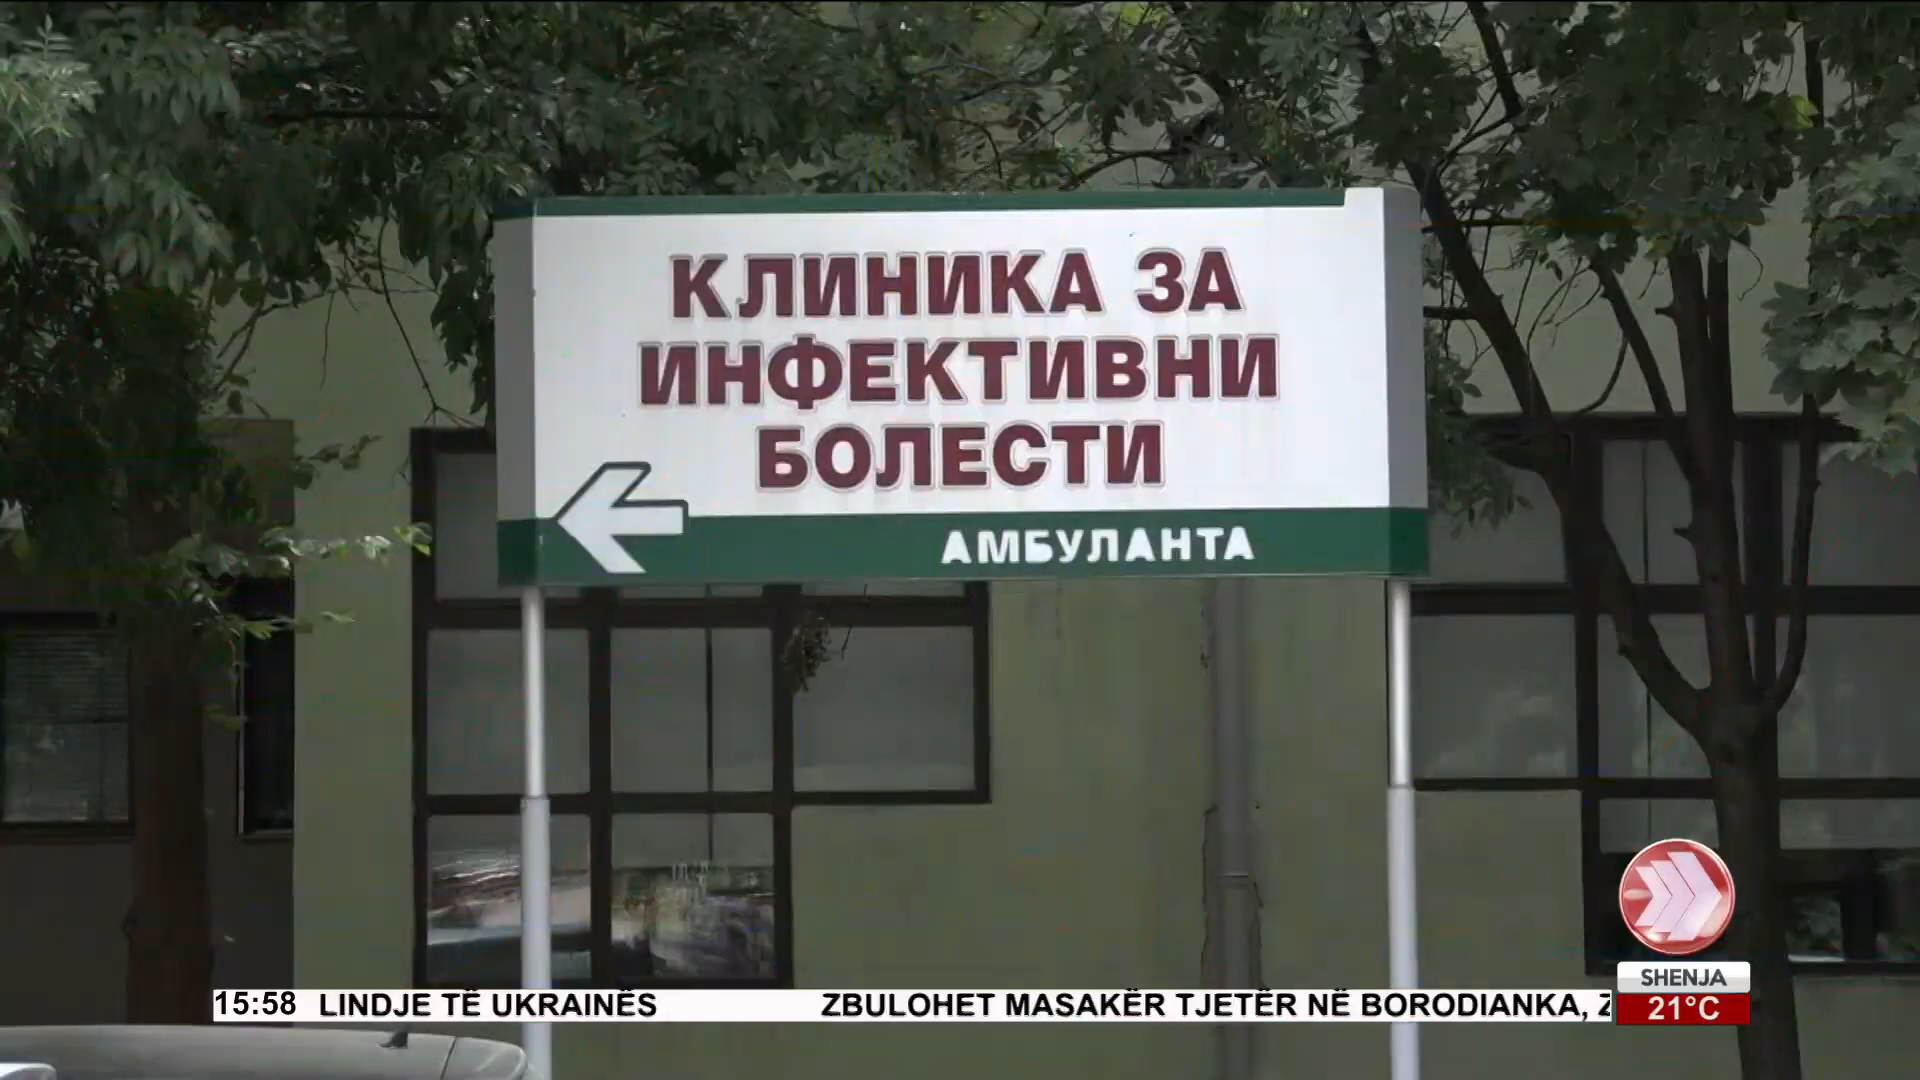 КЛИНИКА ЗА
ИНФЕКТИВНИ
БОЛЕСТИ
АМБУЛАНТА
SHENJA
21°C
15:58 LINDJE TË UKRAINËS ZBULOHET MASAKËR TJETËR NË BORODIANKA,